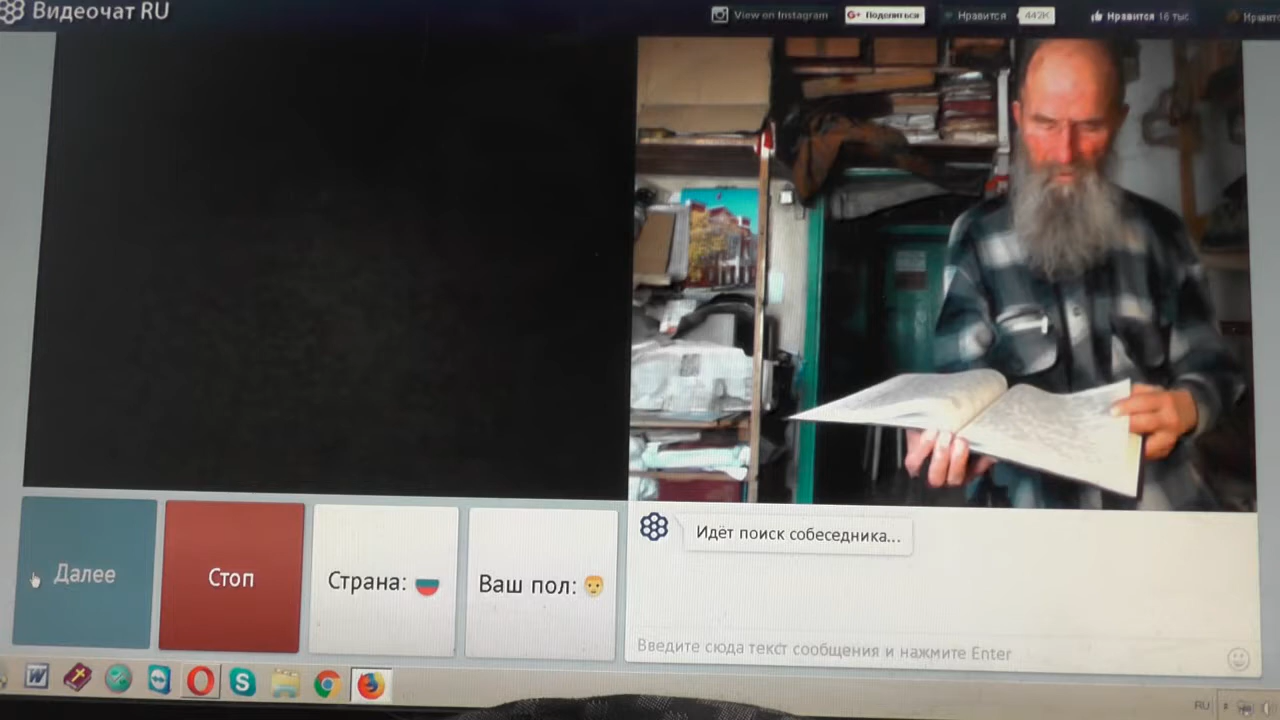 Видеочат RU
View on Instagram
G+ Поделиться
Нравится 442K
Нравится 18 тыс.
Идёт поиск собеседника...
Далее
Стоп
Страна:
Ваш пол:
Введите сюда текст сообщения и нажмите Enter
RU